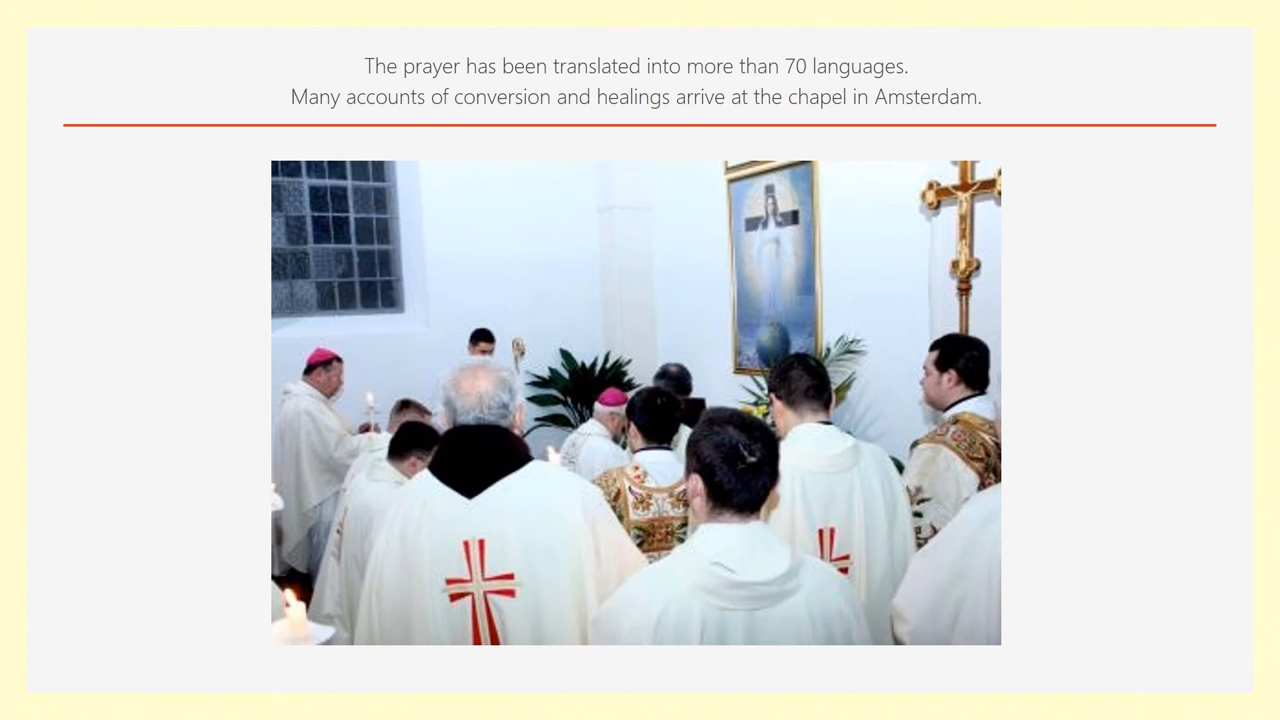 The prayer has been translated into more than 70 languages.
Many accounts of conversion and healings arrive at the chapel in Amsterdam.